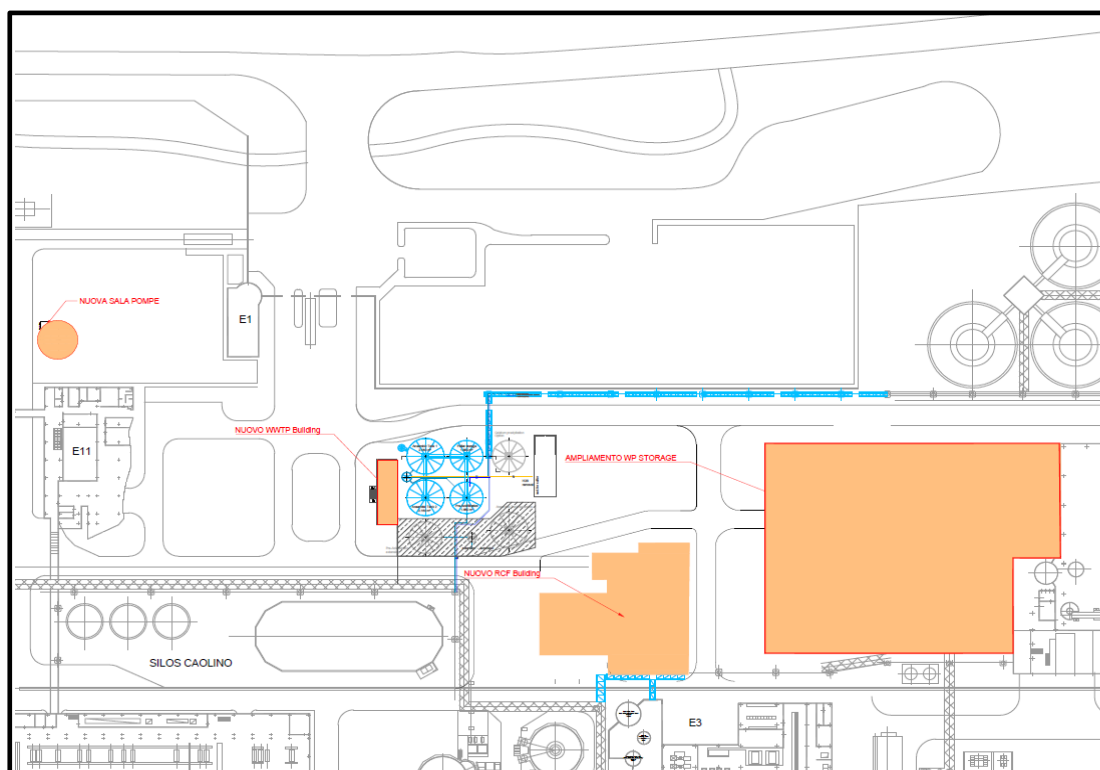 NUOVA SALA POMPE
E1
NUOVO WWTP Building
E11
AMPLIAMENTO WP STORAGE
NUOVO RCF Building
SILOS CAOLINO
E3